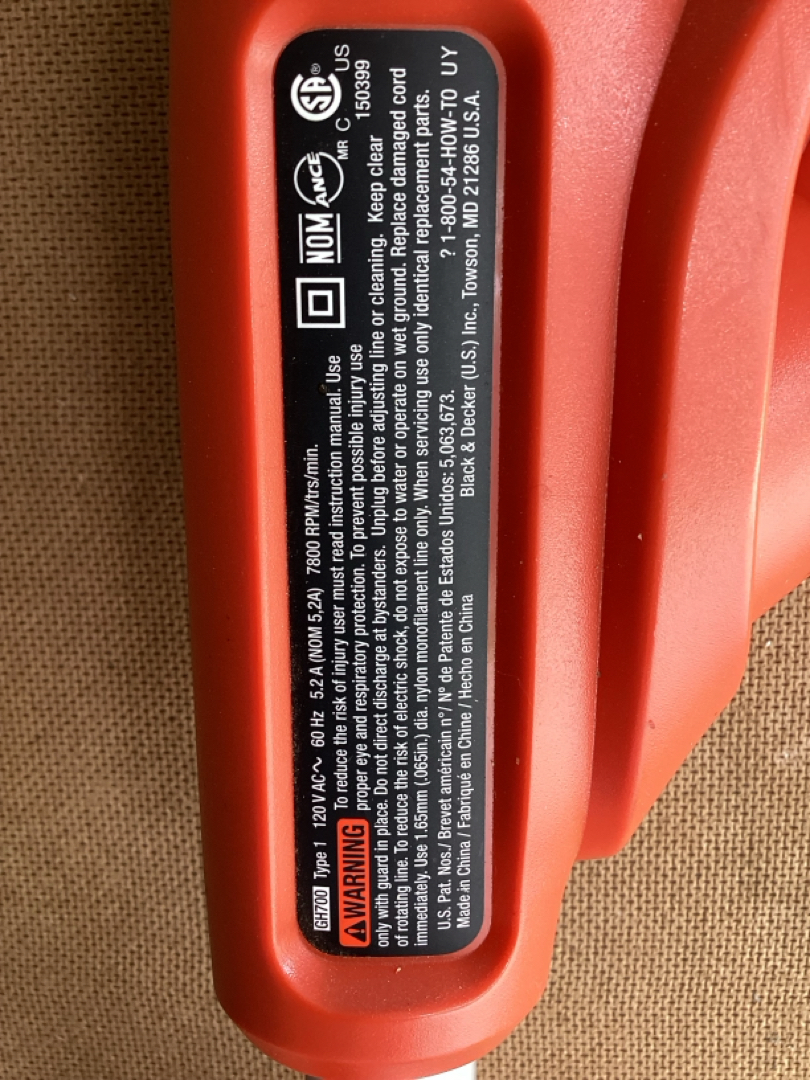 GH700 Type 1 120 V AC~ 60 Hz 5.2 A (NOM 5,2A) 7800 RPM/trs/min.
⚠WARNING To reduce the risk of injury user must read instruction manual. Use
proper eye and respiratory protection. To prevent possible injury use
only with guard in place. Do not direct discharge at bystanders. Unplug before adjusting line or cleaning. Keep clear
of rotating line. To reduce the risk of electric shock, do not expose to water or operate on wet ground. Replace damaged cord
immediately. Use 1.65mm (.065in.) dia. nylon monofilament line only. When servicing use only identical replacement parts.
U.S. Pat. Nos./ Brevet américain n°/ N° de Patente de Estados Unidos: 5,063,673. ? 1-800-54-HOW-TO UY
Made in China / Fabriqué en Chine / Hecho en China Black & Decker (U.S.) Inc., Towson, MD 21286 U.S.A.
NOM ANCE
MR C SA® US
150399